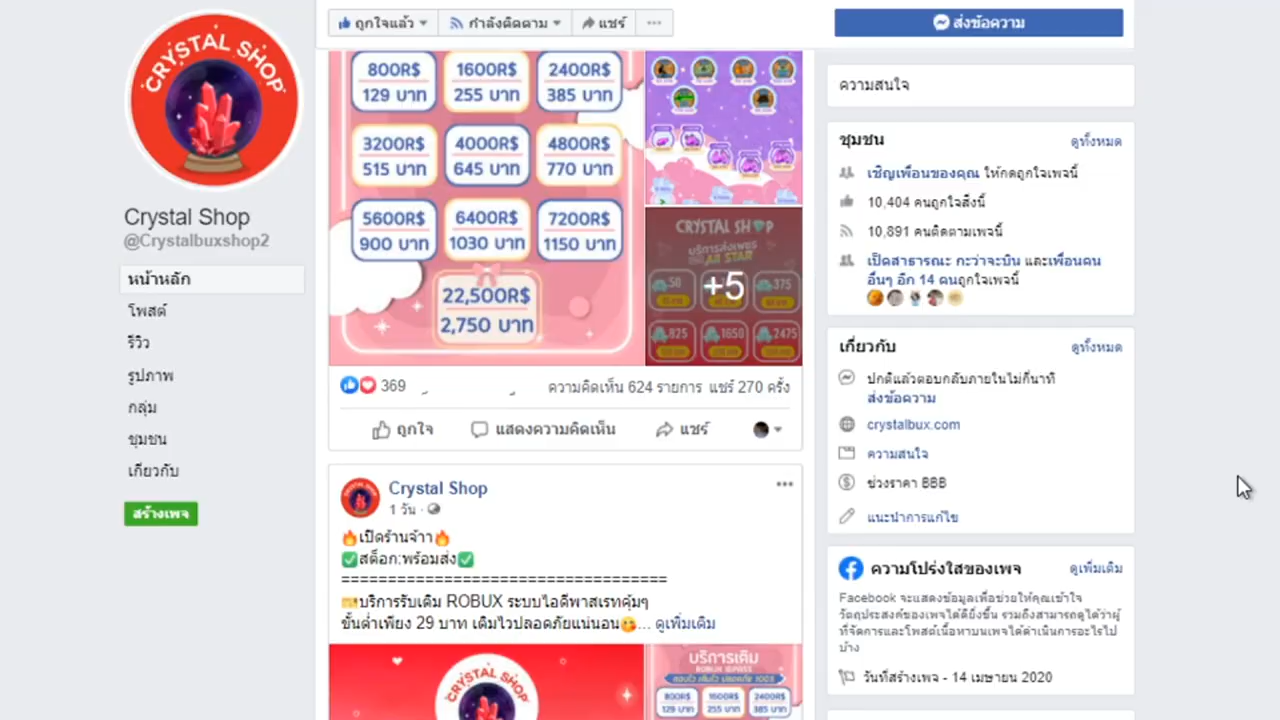 CRYSTAL SHOP
Crystal Shop
@Crystalbuxshop2
หน้าหลัก
โพสต์
รีวิว
รูปภาพ
กลุ่ม
ชุมชน
เกี่ยวกับ
สร้างเพจ
ถูกใจแล้ว
กำลังติดตาม
แชร์
800R$ 1600R$ 2400R$
129 บาท 255 บาท 385 บาท
3200R$ 4000R$ 4800R$
515 บาท 645 บาท 770 บาท
5600R$ 6400R$ 7200R$
900 บาท 1030 บาท 1150 บาท
22,500R$
2,750 บาท
CRYSTAL SHOP
บริการส่งเพชร
ALL STAR
50 375
+5
825 1650 2475
369
ความคิดเห็น 624 รายการ แชร์ 270 ครั้ง
ถูกใจ
แสดงความคิดเห็น
แชร์
Crystal Shop
1 วัน ·
🔥เปิดร้านจ้าา🔥
✅สต็อก:พร้อมส่ง✅
===================================
🎫บริการรับเติม ROBUX ระบบไอดีพาสเรทคุ้มๆ
ขั้นต่ำเพียง 29 บาท เติมไวปลอดภัยแน่นอน😋... ดูเพิ่มเติม
CRYSTAL SHOP
บริการเติม
ROBUX IDPASS
800R$ 1600R$ 2400R$
129 บาท 255 บาท 385 บาท
ส่งข้อความ
ความสนใจ
ชุมชน
ดูทั้งหมด
เชิญเพื่อนของคุณ ให้กดถูกใจเพจนี้
10,404 คนถูกใจสิ่งนี้
10,891 คนติดตามเพจนี้
เป็ดสาธารณะ กะว่าจะบิน และเพื่อนคน
อื่นๆ อีก 14 คนถูกใจเพจนี้
เกี่ยวกับ
ดูทั้งหมด
ปกติแล้วตอบกลับภายในไม่กี่นาที
ส่งข้อความ
crystalbux.com
ความสนใจ
ช่วงราคา ฿฿฿
แนะนำการแก้ไข
ความโปร่งใสของเพจ
ดูเพิ่มเติม
Facebook จะแสดงข้อมูลเพื่อช่วยให้คุณเข้าใจ
วัตถุประสงค์ของเพจได้ดียิ่งขึ้น รวมถึงสามารถดูได้ว่าผู้
ที่จัดการและโพสต์เนื้อหาบนเพจได้ดำเนินการอะไรไป
บ้าง
วันที่สร้างเพจ - 14 เมษายน 2020